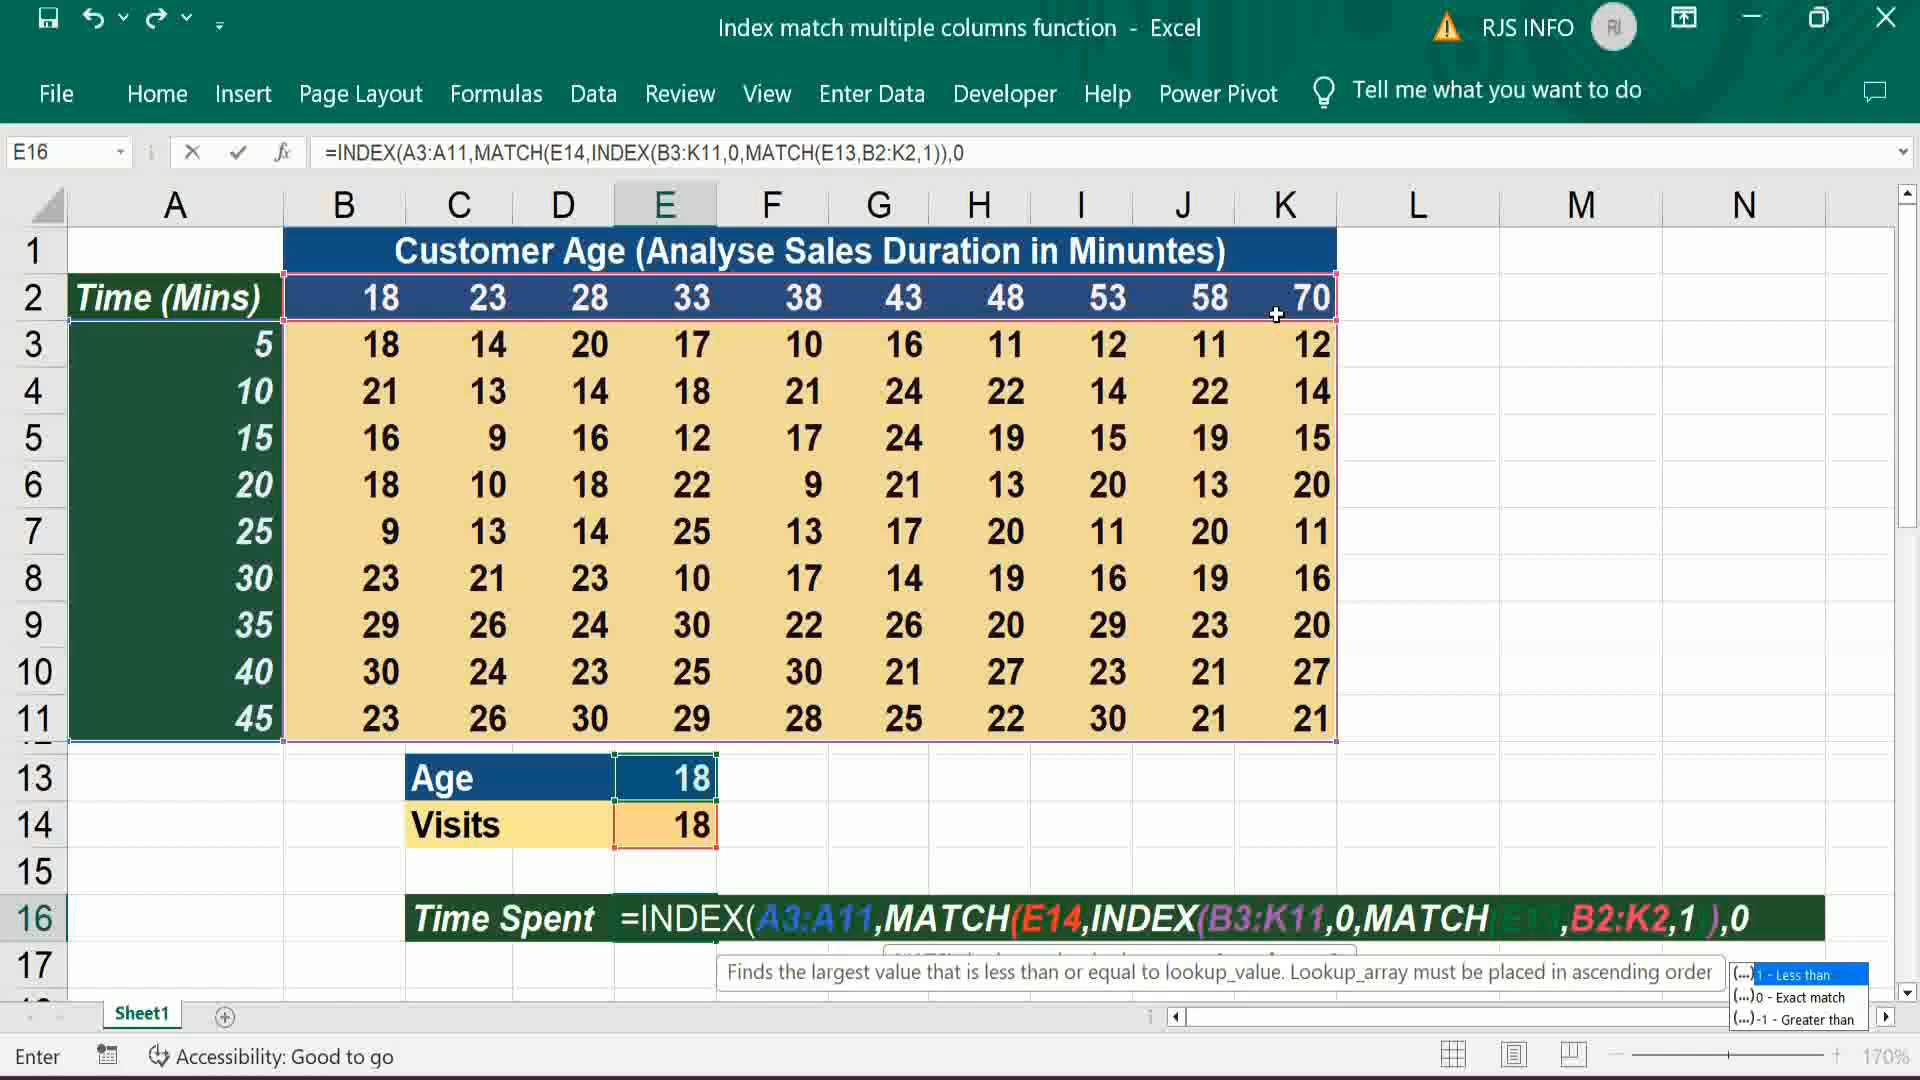 Index match multiple columns function - Excel
RJS INFO
RI
File Home Insert Page Layout Formulas Data Review View Enter Data Developer Help Power Pivot Tell me what you want to do
E16 fx =INDEX(A3:A11,MATCH(E14,INDEX(B3:K11,0,MATCH(E13,B2:K2,1)),0
A B C D E F G H I J K L M N
1 Customer Age (Analyse Sales Duration in Minuntes)
2 Time (Mins) 18 23 28 33 38 43 48 53 58 70
3 5 18 14 20 17 10 16 11 12 11 12
4 10 21 13 14 18 21 24 22 14 22 14
5 15 16 9 16 12 17 24 19 15 19 15
6 20 18 10 18 22 9 21 13 20 13 20
7 25 9 13 14 25 13 17 20 11 20 11
8 30 23 21 23 10 17 14 19 16 19 16
9 35 29 26 24 30 22 26 20 29 23 20
10 40 30 24 23 25 30 21 27 23 21 27
11 45 23 26 30 29 28 25 22 30 21 21
13 Age 18
14 Visits 18
15
16 Time Spent =INDEX(A3:A11,MATCH(E14,INDEX(B3:K11,0,MATCH(E13,B2:K2,1)),0
17 Finds the largest value that is less than or equal to lookup_value. Lookup_array must be placed in ascending order
(...)1 - Less than
(...)0 - Exact match
(...)-1 - Greater than
Sheet1
Enter Accessibility: Good to go 170%